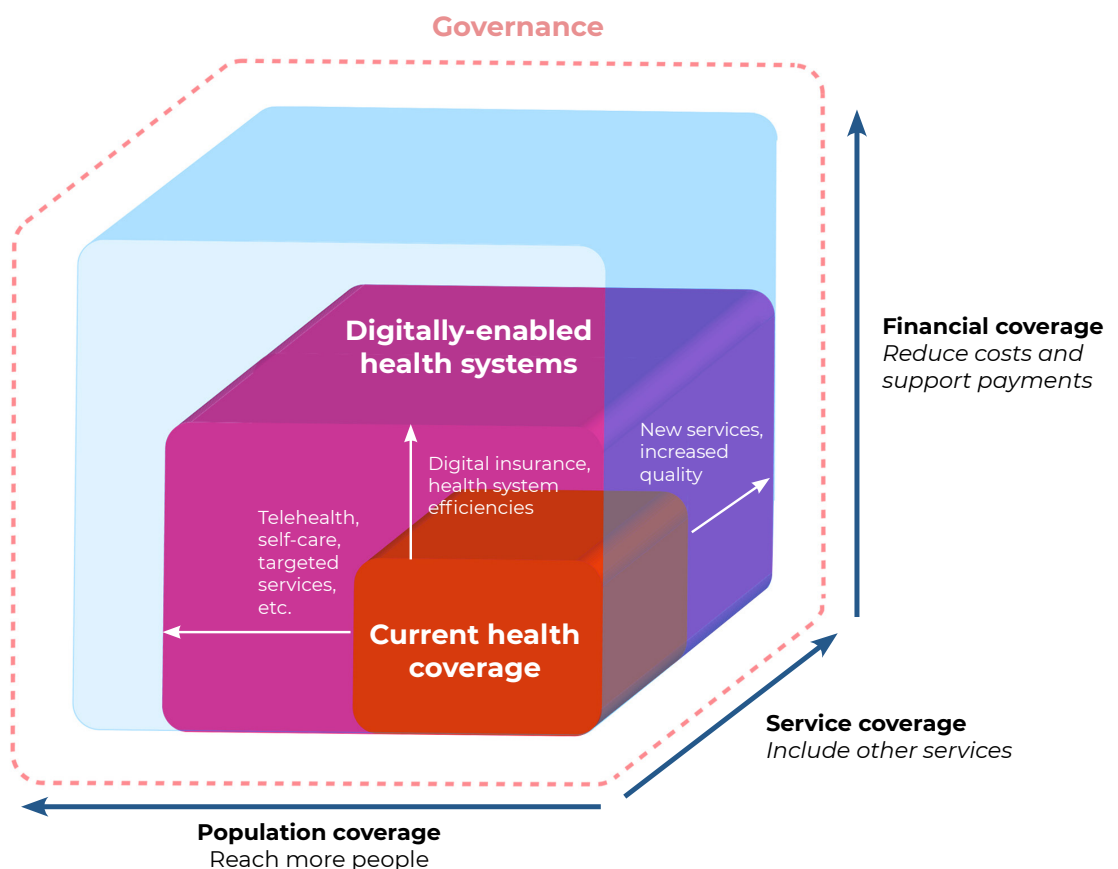 Governance
Digitally-enabled
health systems
Financial coverage
Reduce costs and
support payments
New services,
increased
quality
Digital insurance,
health system
efficiencies
Telehealth,
self-care,
targeted
services,
etc.
Current health
coverage
Service coverage
Include other services
Population coverage
Reach more people